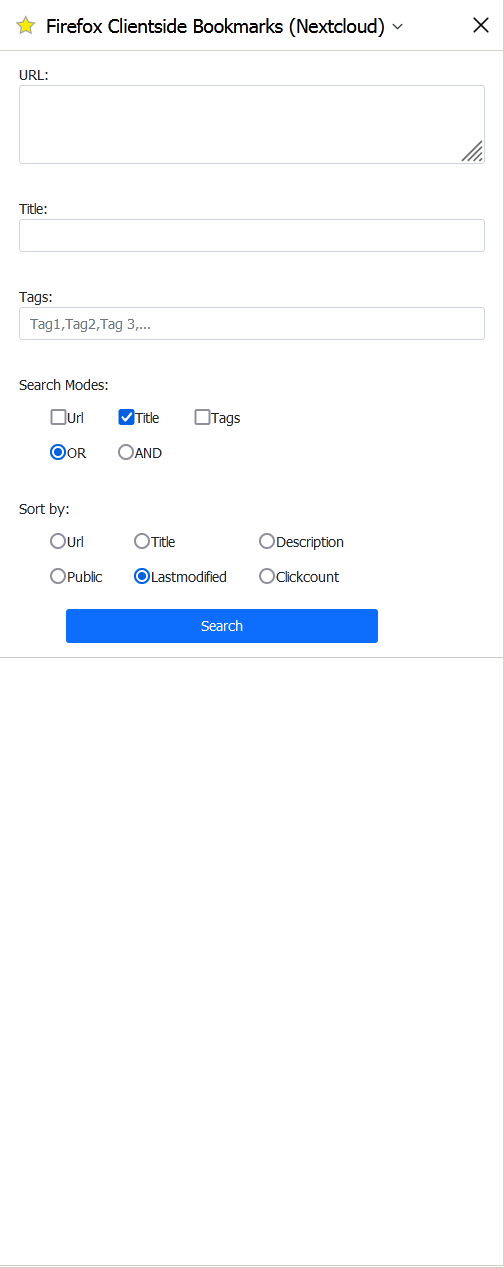 Firefox Clientside Bookmarks (Nextcloud)
URL:
Title:
Tags:
Tag1,Tag2,Tag 3,...
Search Modes:
Url Title Tags
OR AND
Sort by:
Url Title Description
Public Lastmodified Clickcount
Search